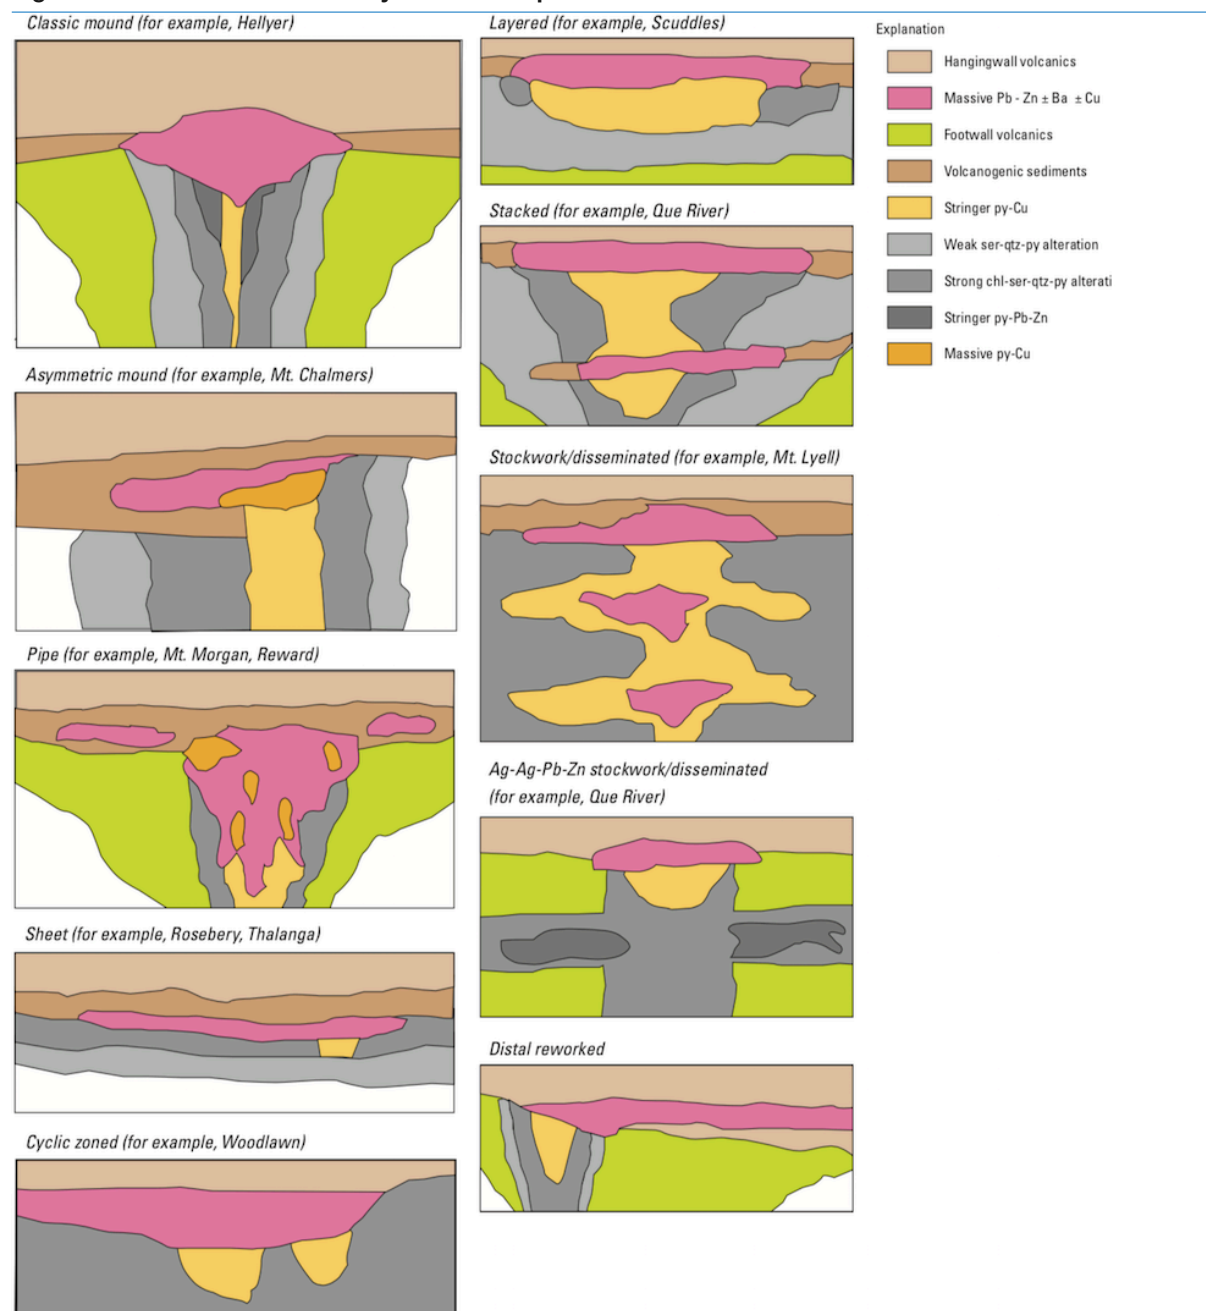 Classic mound (for example, Hellyer)
Asymmetric mound (for example, Mt. Chalmers)
Pipe (for example, Mt. Morgan, Reward)
Sheet (for example, Rosebery, Thalanga)
Cyclic zoned (for example, Woodlawn)
Layered (for example, Scuddles)
Stacked (for example, Que River)
Stockwork/disseminated (for example, Mt. Lyell)
Ag-Ag-Pb-Zn stockwork/disseminated
(for example, Que River)
Distal reworked
Explanation
Hangingwall volcanics
Massive Pb - Zn ± Ba ± Cu
Footwall volcanics
Volcanogenic sediments
Stringer py-Cu
Weak ser-qtz-py alteration
Strong chl-ser-qtz-py alterati
Stringer py-Pb-Zn
Massive py-Cu